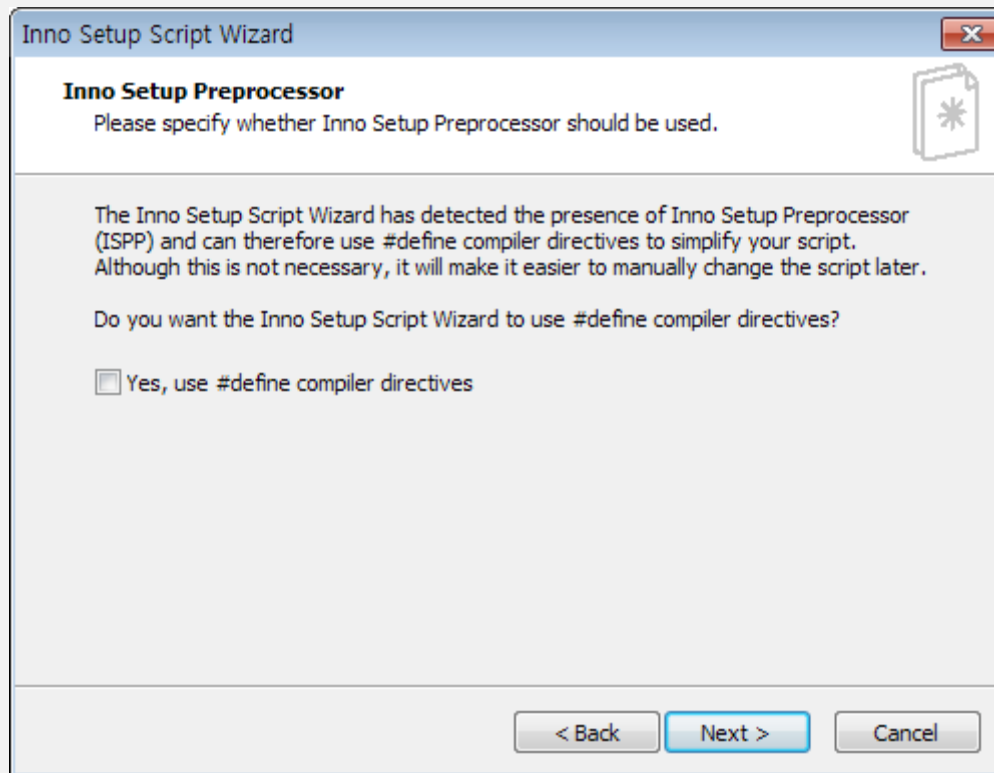 Inno Setup Script Wizard
Inno Setup Preprocessor
Please specify whether Inno Setup Preprocessor should be used.
The Inno Setup Script Wizard has detected the presence of Inno Setup Preprocessor
(ISPP) and can therefore use #define compiler directives to simplify your script.
Although this is not necessary, it will make it easier to manually change the script later.
Do you want the Inno Setup Script Wizard to use #define compiler directives?
Yes, use #define compiler directives
< Back Next > Cancel